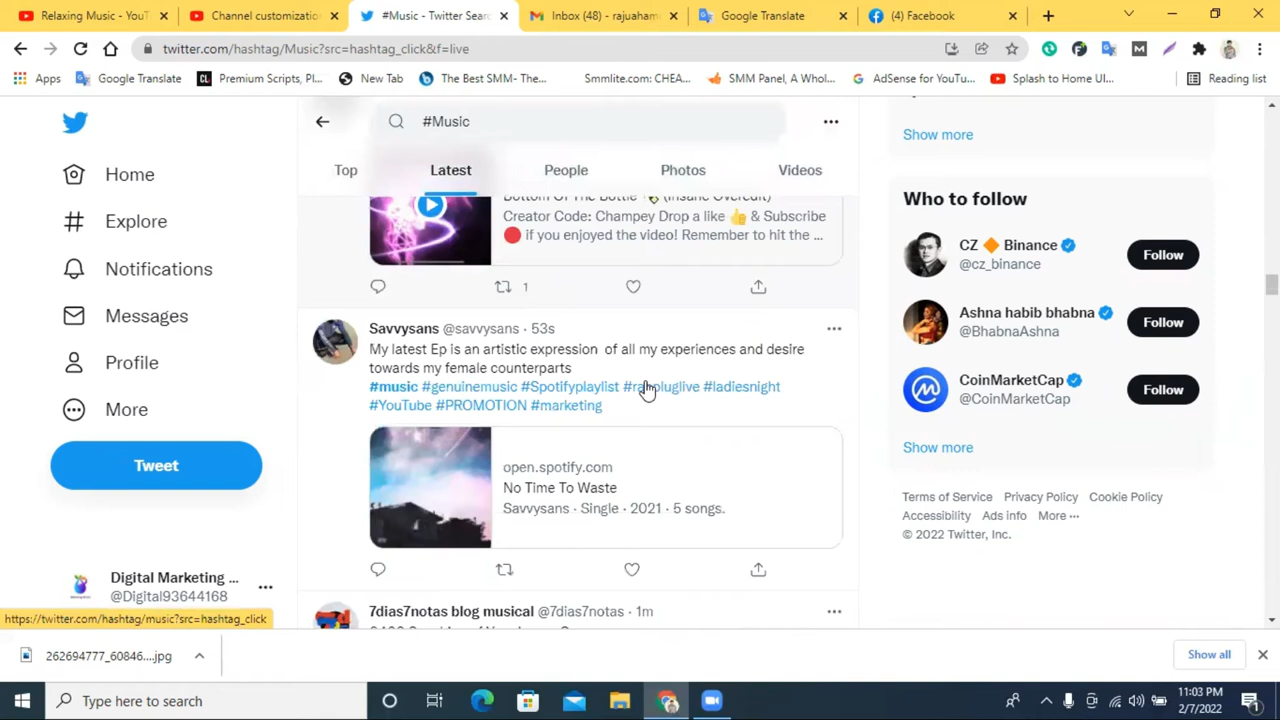 Relaxing Music - YouT
Channel customizatio
#Music - Twitter Searc
Inbox (48) - rajuaham
Google Translate
(4) Facebook
twitter.com/hashtag/Music?src=hashtag_click&f=live
Apps
Google Translate
Premium Scripts, Pl...
New Tab
The Best SMM- The...
Smmlite.com: CHEA...
SMM Panel, A Whol...
AdSense for YouTu...
Splash to Home UI...
Reading list
#Music
Top
Latest
People
Photos
Videos
Home
Explore
Notifications
Messages
Profile
More
Tweet
Digital Marketing ...
@Digital93644168
https://twitter.com/hashtag/music?src=hashtag_click
Bottom Of The Bottle (Insane Overedit)
Creator Code: Champey Drop a like 👍 & Subscribe
🔴 if you enjoyed the video! Remember to hit the ...
1
Savvysans @savvysans · 53s
My latest Ep is an artistic expression of all my experiences and desire
towards my female counterparts
#music #genuinemusic #Spotifyplaylist #ladiesnight
#YouTube #PROMOTION #marketing
open.spotify.com
No Time To Waste
Savvysans · Single · 2021 · 5 songs.
7dias7notas blog musical @7dias7notas · 1m
Show more
Who to follow
CZ 🔶 Binance
@cz_binance
Follow
Ashna habib bhabna
@BhabnaAshna
Follow
CoinMarketCap
@CoinMarketCap
Follow
Show more
Terms of Service Privacy Policy Cookie Policy
Accessibility Ads info More ···
© 2022 Twitter, Inc.
262694777_60846....jpg
Show all
Type here to search
11:03 PM
2/7/2022
1